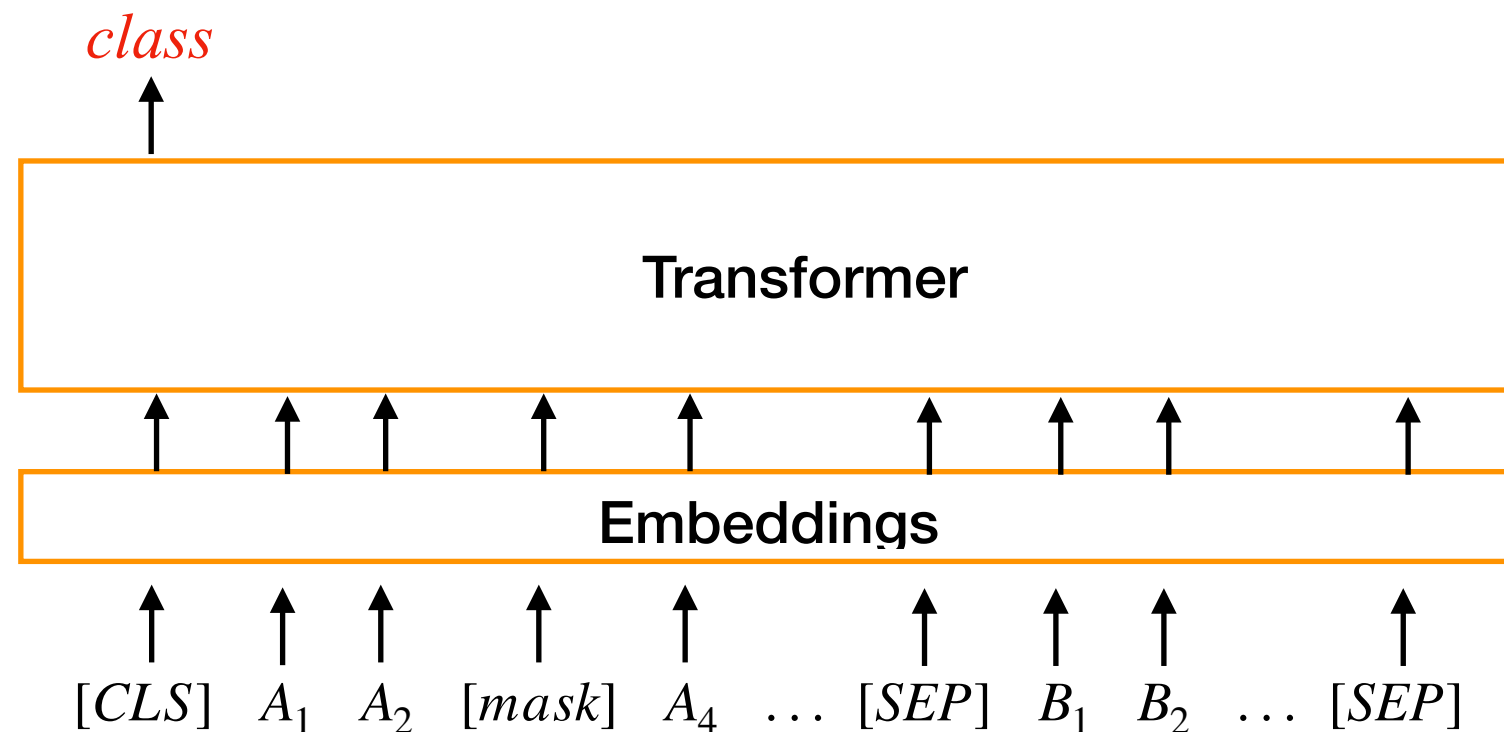 class
Transformer
Embeddings
[CLS] A₁ A₂ [mask] A₄ ... [SEP] B₁ B₂ ... [SEP]